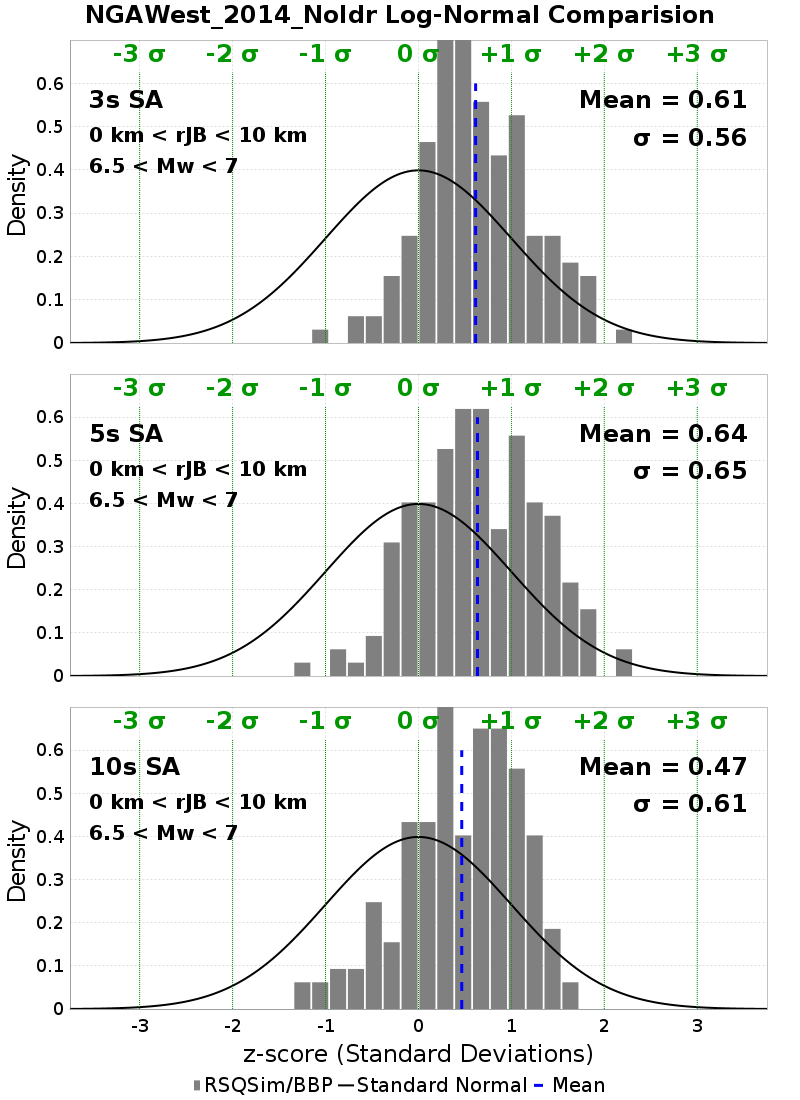 NGAWest_2014_NoIdr Log-Normal Comparision
-3 σ -2 σ -1 σ 0 σ +1 σ +2 σ +3 σ
3s SA
Mean = 0.61
0 km < rJB < 10 km
σ = 0.56
6.5 < Mw < 7
Density
0.6
0.5
0.4
0.3
0.2
0.1
0
-3 σ -2 σ -1 σ 0 σ +1 σ +2 σ +3 σ
5s SA
Mean = 0.64
0 km < rJB < 10 km
σ = 0.65
6.5 < Mw < 7
Density
0.6
0.5
0.4
0.3
0.2
0.1
0
-3 σ -2 σ -1 σ 0 σ +1 σ +2 σ +3 σ
10s SA
Mean = 0.47
0 km < rJB < 10 km
σ = 0.61
6.5 < Mw < 7
Density
0.6
0.5
0.4
0.3
0.2
0.1
0
-3 -2 -1 0 1 2 3
z-score (Standard Deviations)
RSQSim/BBP Standard Normal Mean